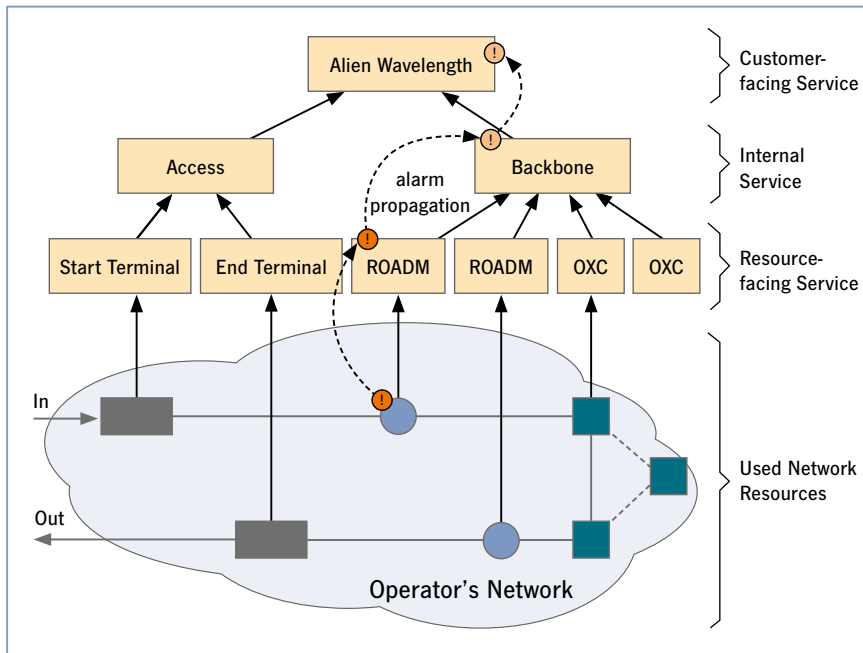 Alien Wavelength
!
Customer-
facing Service
!
Access
Backbone
Internal
Service
alarm
propagation
!
Start Terminal
End Terminal
ROADM
ROADM
OXC
OXC
Resource-
facing Service
In
!
Used Network
Resources
Out
Operator's Network